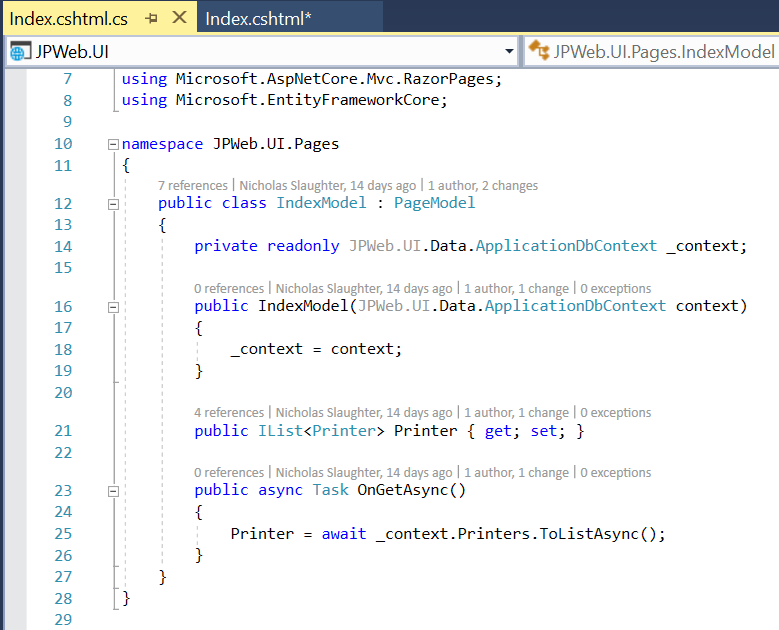 Index.cshtml.cs Index.cshtml*
JPWeb.UI JPWeb.UI.Pages.IndexModel
7 using Microsoft.AspNetCore.Mvc.RazorPages;
8 using Microsoft.EntityFrameworkCore;
9
10 namespace JPWeb.UI.Pages
11 {
7 references | Nicholas Slaughter, 14 days ago | 1 author, 2 changes
12 public class IndexModel : PageModel
13 {
14 private readonly JPWeb.UI.Data.ApplicationDbContext _context;
15
0 references | Nicholas Slaughter, 14 days ago | 1 author, 1 change | 0 exceptions
16 public IndexModel(JPWeb.UI.Data.ApplicationDbContext context)
17 {
18 _context = context;
19 }
20
4 references | Nicholas Slaughter, 14 days ago | 1 author, 1 change | 0 exceptions
21 public IList<Printer> Printer { get; set; }
22
0 references | Nicholas Slaughter, 14 days ago | 1 author, 1 change | 0 exceptions
23 public async Task OnGetAsync()
24 {
25 Printer = await _context.Printers.ToListAsync();
26 }
27 }
28 }
29